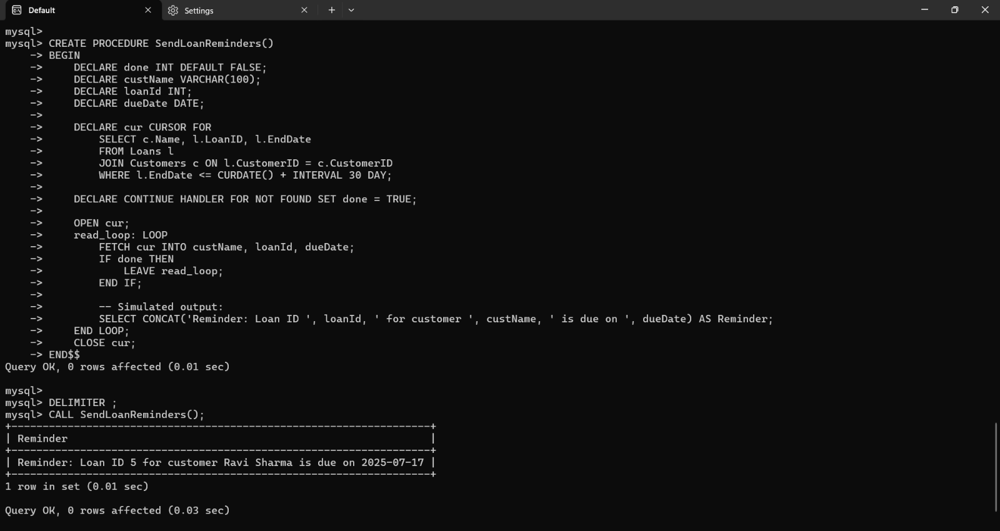 Default
Settings
mysql>
mysql> CREATE PROCEDURE SendLoanReminders()
    -> BEGIN
    ->     DECLARE done INT DEFAULT FALSE;
    ->     DECLARE custName VARCHAR(100);
    ->     DECLARE loanId INT;
    ->     DECLARE dueDate DATE;
    ->
    ->     DECLARE cur CURSOR FOR
    ->         SELECT c.Name, l.LoanID, l.EndDate
    ->         FROM Loans l
    ->         JOIN Customers c ON l.CustomerID = c.CustomerID
    ->         WHERE l.EndDate <= CURDATE() + INTERVAL 30 DAY;
    ->
    ->     DECLARE CONTINUE HANDLER FOR NOT FOUND SET done = TRUE;
    ->
    ->     OPEN cur;
    ->     read_loop: LOOP
    ->         FETCH cur INTO custName, loanId, dueDate;
    ->         IF done THEN
    ->             LEAVE read_loop;
    ->         END IF;
    ->
    ->         -- Simulated output:
    ->         SELECT CONCAT('Reminder: Loan ID ', loanId, ' for customer ', custName, ' is due on ', dueDate) AS Reminder;
    ->     END LOOP;
    ->     CLOSE cur;
    -> END$$
Query OK, 0 rows affected (0.01 sec)
mysql>
mysql> DELIMITER ;
mysql> CALL SendLoanReminders();
+-------------------------------------------------------------------+
| Reminder                                                          |
+-------------------------------------------------------------------+
| Reminder: Loan ID 5 for customer Ravi Sharma is due on 2025-07-17 |
+-------------------------------------------------------------------+
1 row in set (0.01 sec)
Query OK, 0 rows affected (0.03 sec)